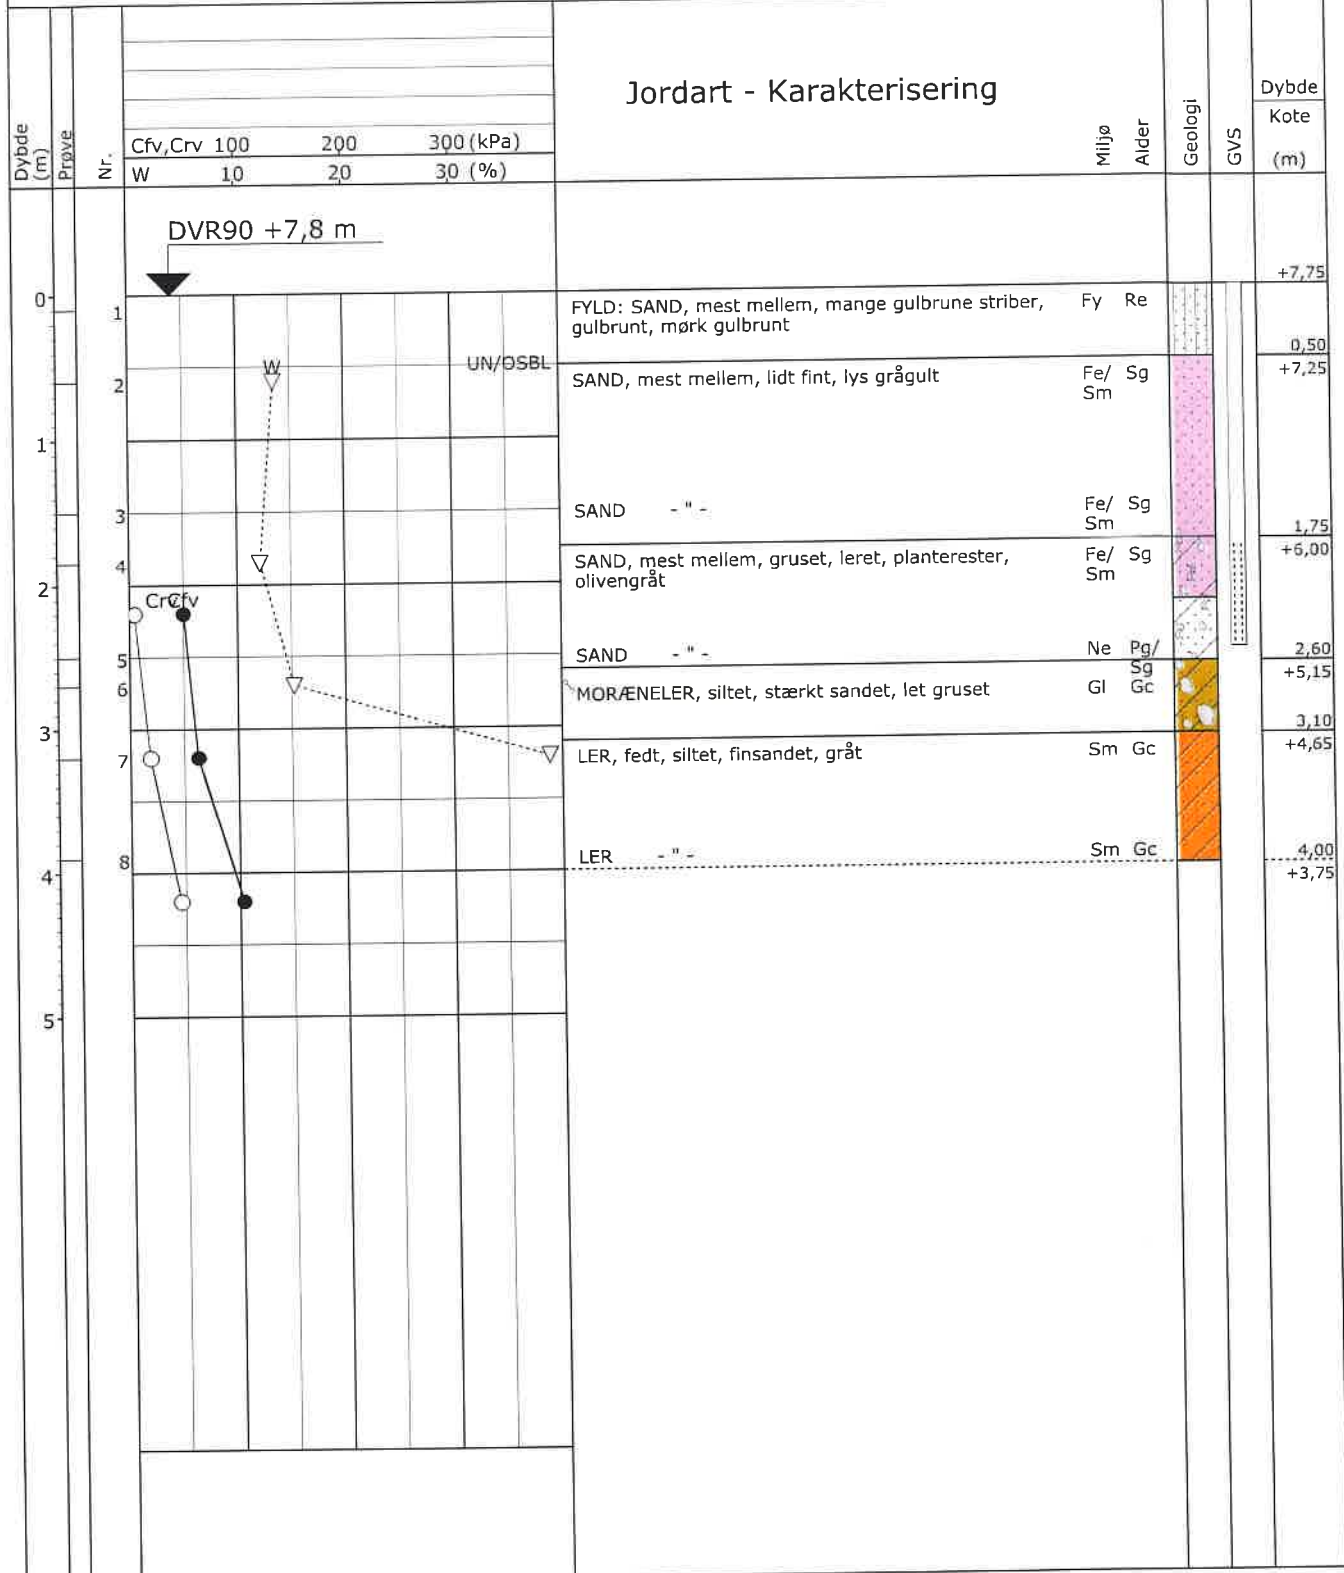 Jordart - Karakterisering
Dybde (m)
Prøve
Nr.
Cfv,Crv 100 200 300 (kPa)
W 10 20 30 (%)
Miljø
Alder
Geologi
GVS
Dybde
Kote
(m)
DVR90 +7,8 m
+7,75
0
1 FYLD: SAND, mest mellem, mange gulbrune striber, Fy Re
gulbrunt, mørk gulbrunt
0,50
W UN/OSBL +7,25
2 SAND, mest mellem, lidt fint, lys grågult Fe/ Sg
Sm
1
3 SAND - " - Fe/ Sg
Sm 1,75
+6,00
4 SAND, mest mellem, gruset, leret, planterester, Fe/ Sg
olivengråt Sm
2
Crv Cfv
5 SAND - " - Ne Pg/ 2,60
Sg +5,15
6 MORÆNELER, siltet, stærkt sandet, let gruset Gl Gc
3,10
3 +4,65
7 LER, fedt, siltet, finsandet, gråt Sm Gc
8 LER - " - Sm Gc 4,00
4 +3,75
5